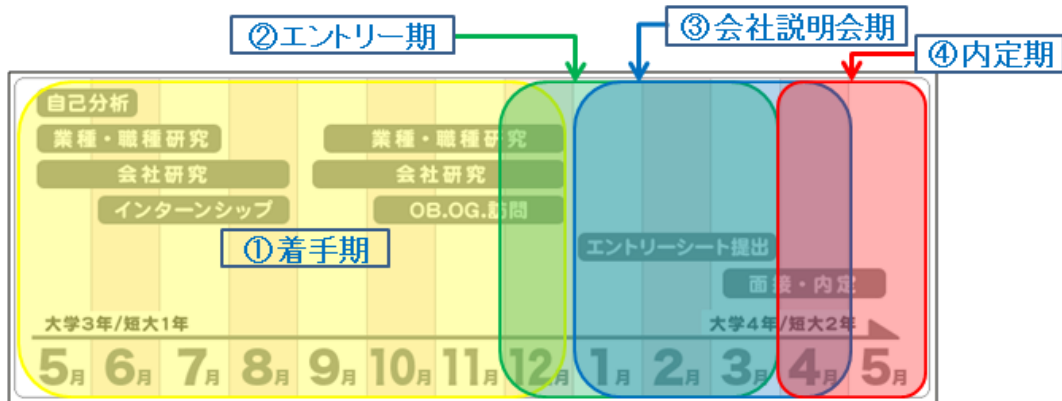 ②エントリー期
③会社説明会期
④内定期
自己分析
業種・職種研究
業種・職種研究
会社研究
会社研究
インターンシップ
OB.OG.訪問
①着手期
エントリーシート提出
面接・内定
大学3年/短大1年
大学4年/短大2年
5月 6月 7月 8月 9月 10月 11月 12月 1月 2月 3月 4月 5月